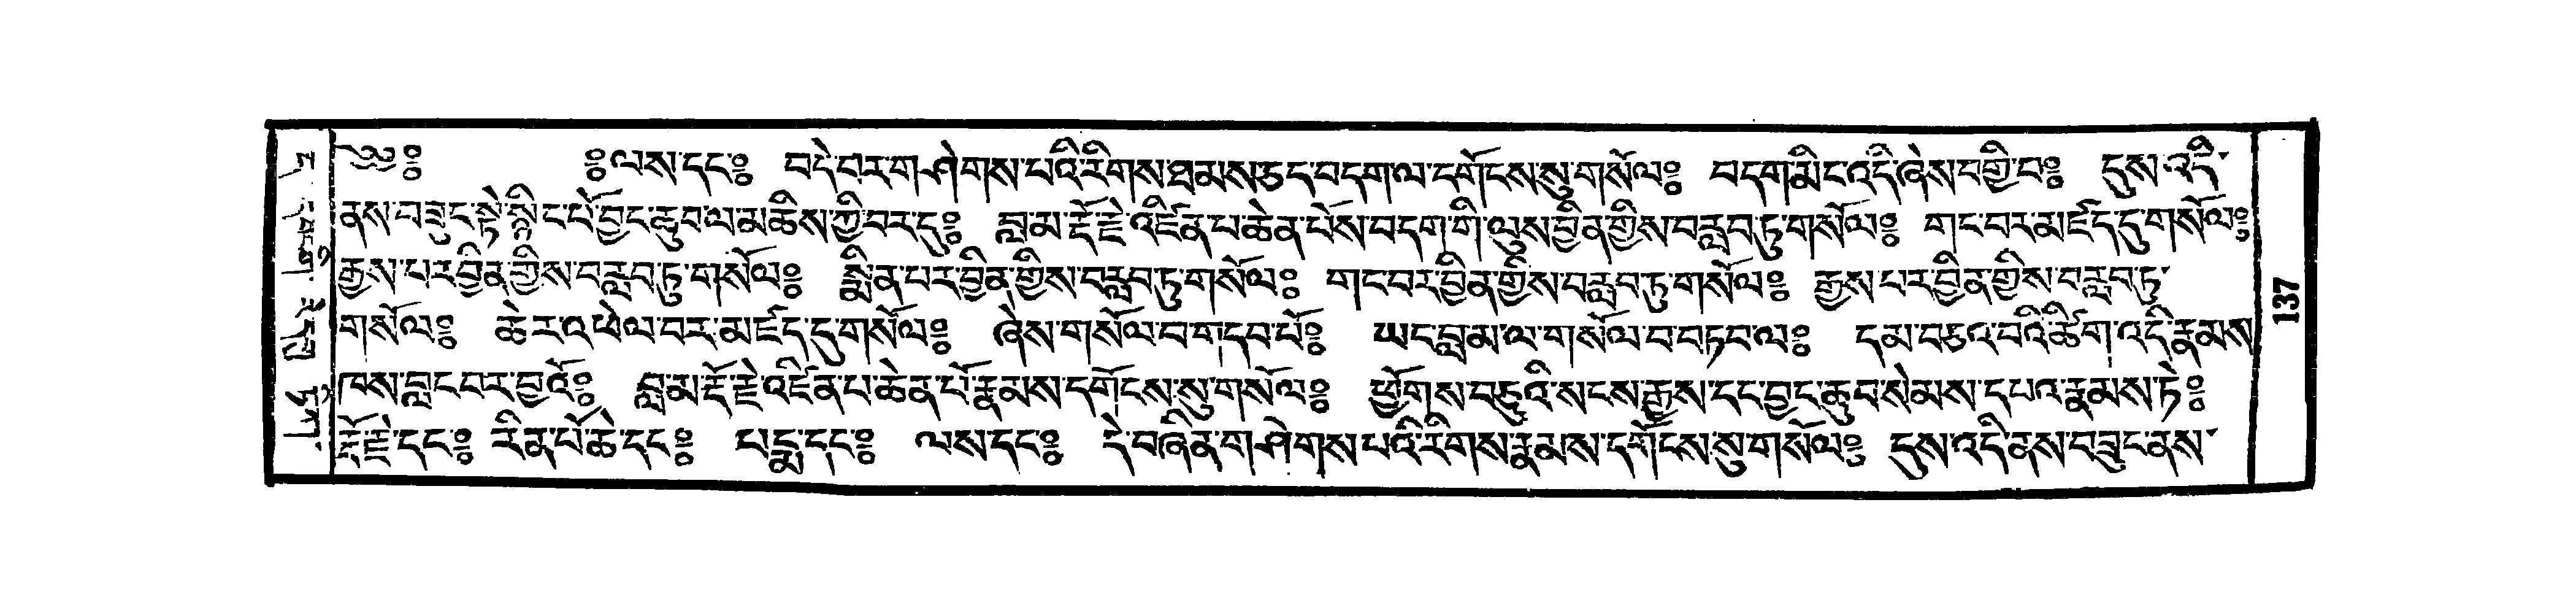 ༄༅༔ ༔ལས་དང་༔ བདེ་བར་གཤེགས་པའི་རིགས་ཐམས་ཅད་བདག་ལ་དགོངས་སུ་གསོལ༔ བདག་མིང་འདི་ཞེས་བགྱི་བ༔ དུས་འདི་
ནས་བཟུང་སྟེ་སྙིང་པོ་བྱང་ཆུབ་ལ་མཆིས་ཀྱི་བར་དུ༔ བླ་མ་རྡོ་རྗེ་འཛིན་པ་ཆེན་པོས་བདག་གི་ལུས་བྱིན་གྱིས་བརླབ་ཏུ་གསོལ༔ གང་བར་མཛད་དུ་གསོལ༔
རྒྱས་པར་བྱིན་གྱིས་བརླབ་ཏུ་གསོལ༔ སྨིན་པར་བྱིན་གྱིས་བརླབ་ཏུ་གསོལ༔ གང་བར་བྱིན་གྱིས་བརླབ་ཏུ་གསོལ༔ རྒྱས་པར་བྱིན་གྱིས་བརླབ་ཏུ་
གསོལ༔ ཆེར་འཕེལ་བར་མཛད་དུ་གསོལ༔ ཞེས་གསོལ་བ་གདབ་པོ༔ ཡང་བླ་མ་ལ་གསོལ་བ་བཏབ་ལ༔ དམ་བཅའ་བའི་ཚིག་འདི་རྣམས
ཁས་བླང་བར་བྱའོ༔ བླ་མ་རྡོ་རྗེ་འཛིན་པ་ཆེན་པོ་རྣམས་དགོངས་སུ་གསོལ༔ ཕྱོགས་བཅུའི་སངས་རྒྱས་དང་བྱང་ཆུབ་སེམས་དཔའ་རྣམས་ཏེ༔
རྡོ་རྗེ་དང་༔ རིན་པོ་ཆེ་དང་༔ པདྨ་དང་༔ ལས་དང་༔ དེ་བཞིན་གཤེགས་པའི་རིགས་རྣམས་དགོངས་སུ་གསོལ༔ དུས་འདི་ནས་བཟུང་ནས་
137